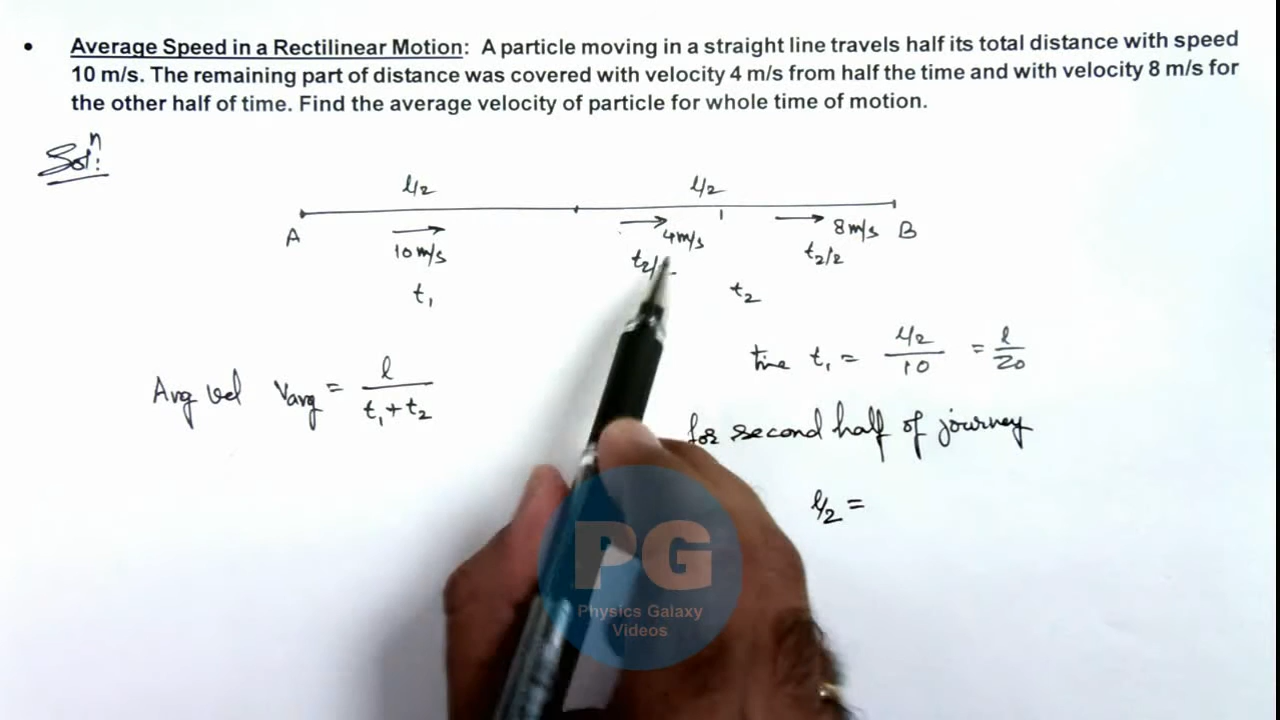 • Average Speed in a Rectilinear Motion: A particle moving in a straight line travels half its total distance with speed
10 m/s. The remaining part of distance was covered with velocity 4 m/s from half the time and with velocity 8 m/s for
the other half of time. Find the average velocity of particle for whole time of motion.
Solⁿ:
l/2 l/2
A 10 m/s 4 m/s 8 m/s B
t₂/2 t₂/2
t₁ t₂
time t₁ = (l/2)/10 = l/20
Avg vel Vavg = l/(t₁+t₂)
for second half of journey
l/2 =
PG
Physics Galaxy
Videos